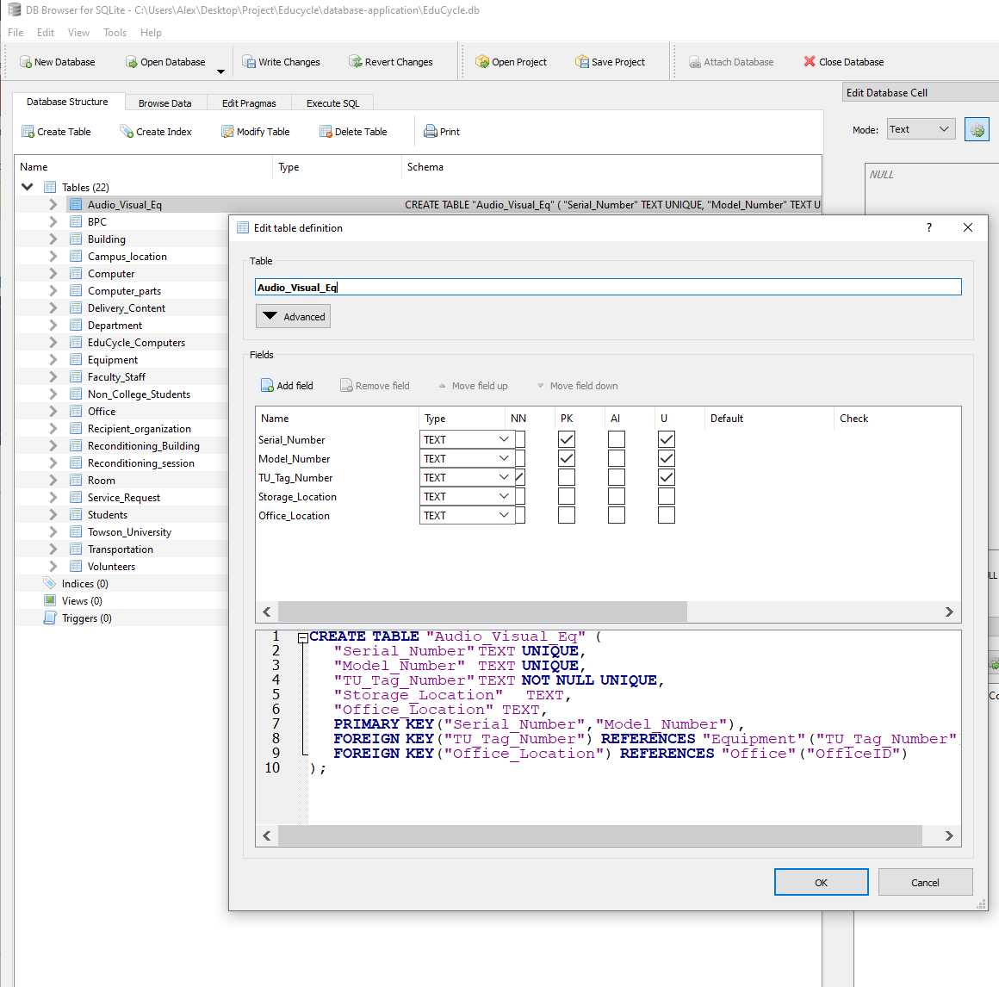 DB Browser for SQLite - C:\Users\Alex\Desktop\Project\Educycle\database-application\EduCycle.db
File Edit View Tools Help
New Database Open Database Write Changes Revert Changes Open Project Save Project Attach Database Close Database
Database Structure Browse Data Edit Pragmas Execute SQL
Edit Database Cell
Create Table Create Index Modify Table Delete Table Print
Mode: Text
Name Type Schema
NULL
Tables (22)
Audio_Visual_Eq CREATE TABLE "Audio_Visual_Eq" ( "Serial_Number" TEXT UNIQUE, "Model_Number" TEXT U
BPC
Building
Campus_location
Computer
Computer_parts
Delivery_Content
Department
EduCycle_Computers
Equipment
Faculty_Staff
Non_College_Students
Office
Recipient_organization
Reconditioning_Building
Reconditioning_session
Room
Service_Request
Students
Towson_University
Transportation
Volunteers
Indices (0)
Views (0)
Triggers (0)
Edit table definition ?
Table
Audio_Visual_Eq
Advanced
Fields
Add field Remove field Move field up Move field down
Name Type NN PK AI U Default Check
Serial_Number TEXT
Model_Number TEXT
TU_Tag_Number TEXT
Storage_Location TEXT
Office_Location TEXT
1 CREATE TABLE "Audio_Visual_Eq" (
2 "Serial_Number" TEXT UNIQUE,
3 "Model_Number" TEXT UNIQUE,
4 "TU_Tag_Number" TEXT NOT NULL UNIQUE,
5 "Storage_Location" TEXT,
6 "Office_Location" TEXT,
7 PRIMARY KEY("Serial_Number","Model_Number"),
8 FOREIGN KEY("TU_Tag_Number") REFERENCES "Equipment"("TU_Tag_Number"
9 FOREIGN KEY("Office_Location") REFERENCES "Office"("OfficeID")
10 );
OK Cancel